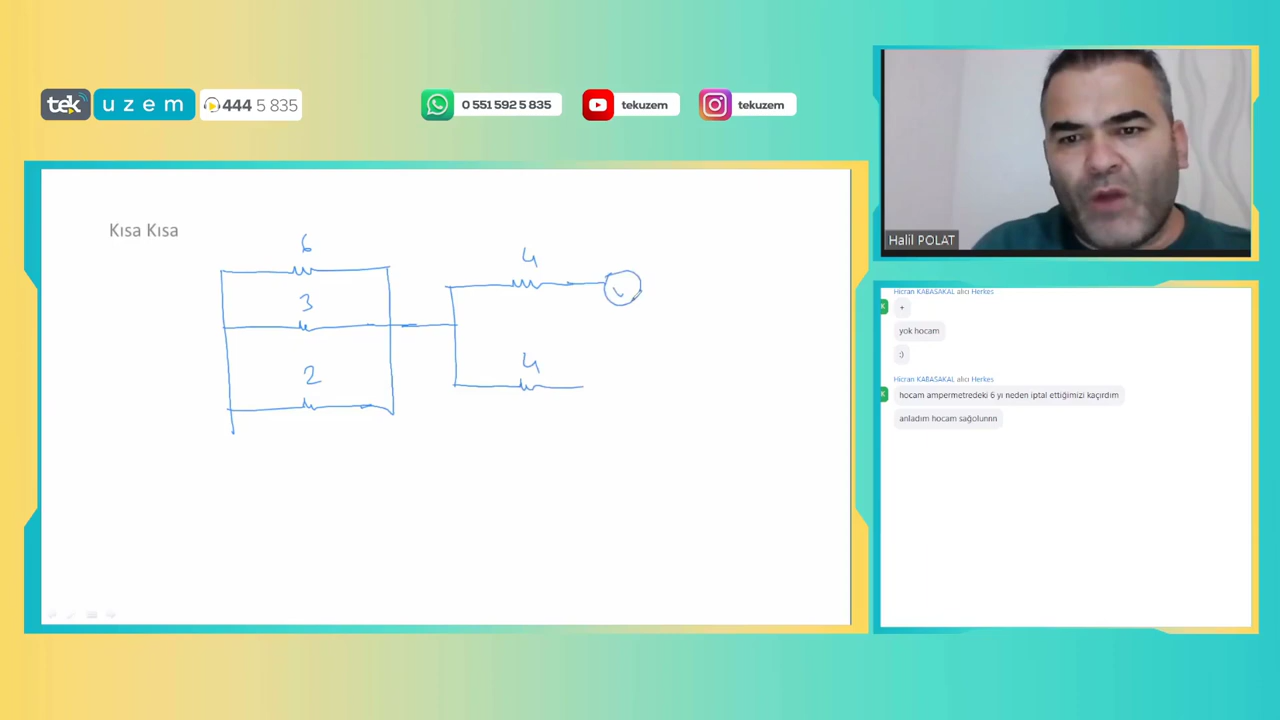 tek uzem 444 5 835
0 551 592 5 835
tekuzem
tekuzem
Halil POLAT
Kısa Kısa
6
3
2
4
V
4
Hicran KABASAKAL alıcı Herkes
K
+
yok hocam
:)
Hicran KABASAKAL alıcı Herkes
K
hocam ampermetredeki 6 yı neden iptal ettiğimizi kaçırdım
anladım hocam sağolunnn